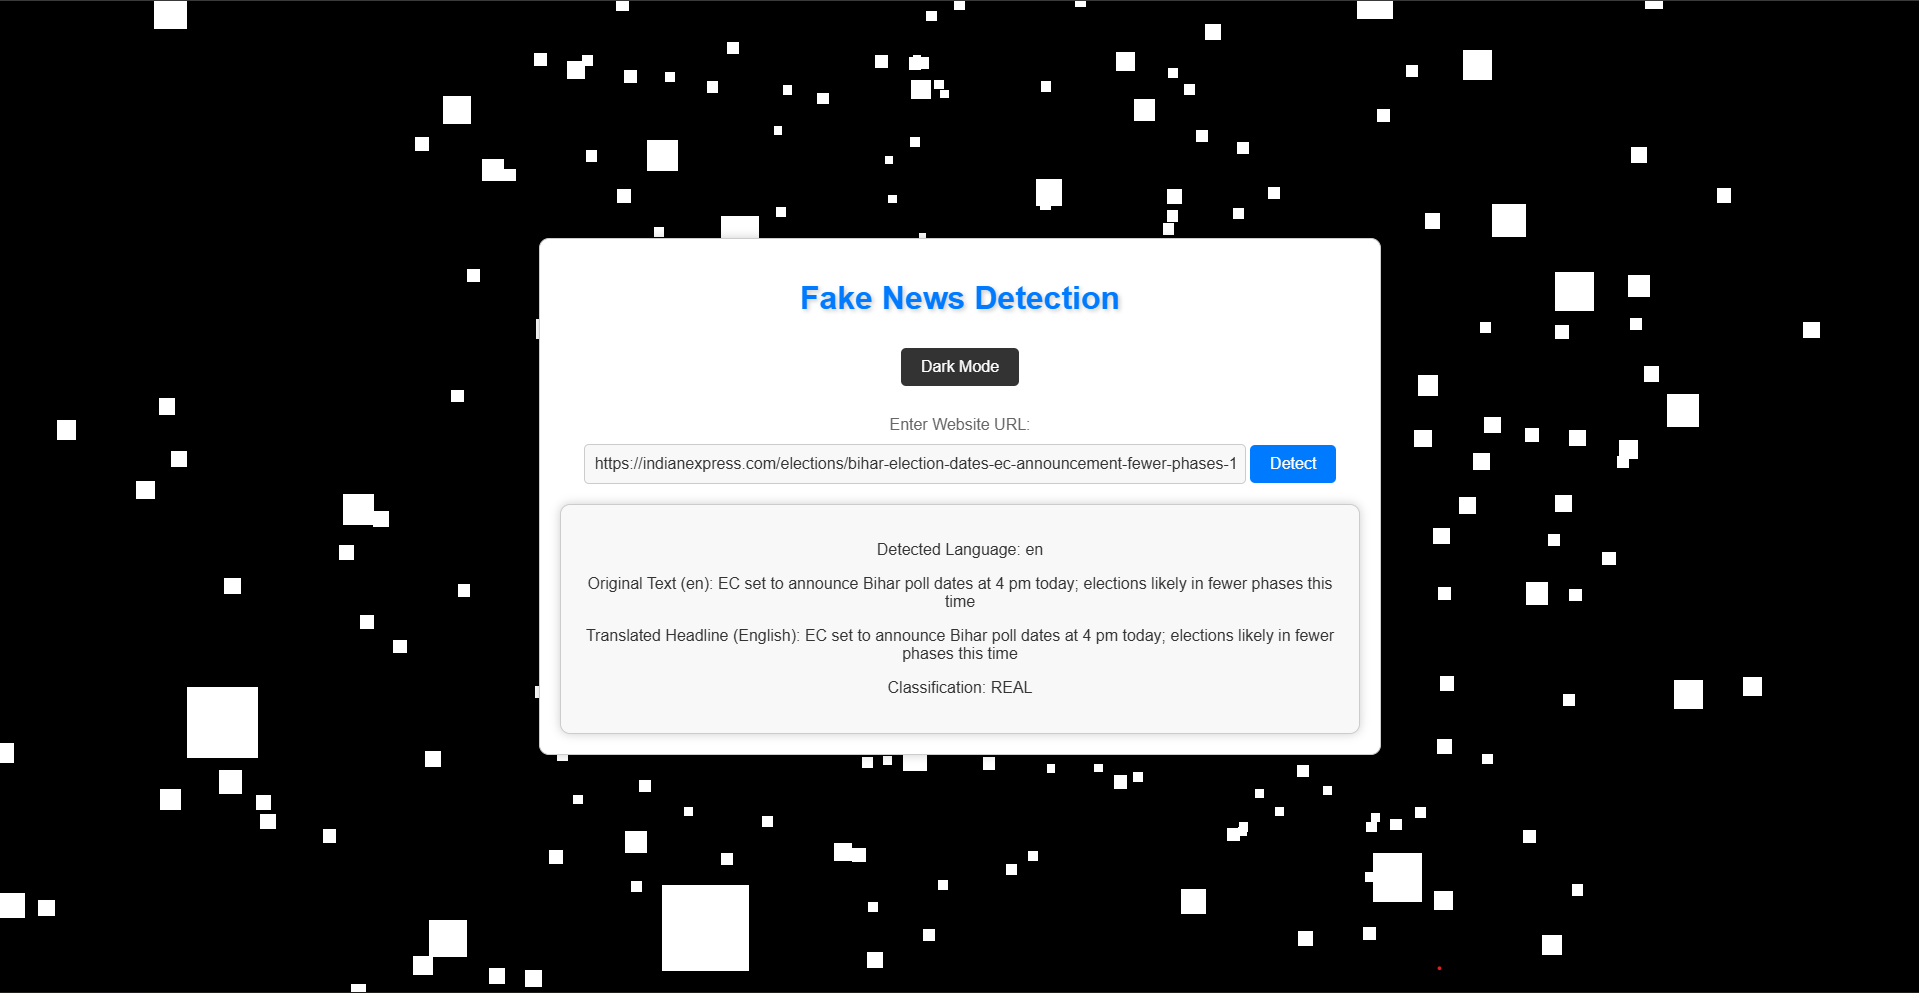 Fake News Detection
Dark Mode
Enter Website URL:
https://indianexpress.com/elections/bihar-election-dates-ec-announcement-fewer-phases-1
Detect
Detected Language: en
Original Text (en): EC set to announce Bihar poll dates at 4 pm today; elections likely in fewer phases this
time
Translated Headline (English): EC set to announce Bihar poll dates at 4 pm today; elections likely in fewer
phases this time
Classification: REAL